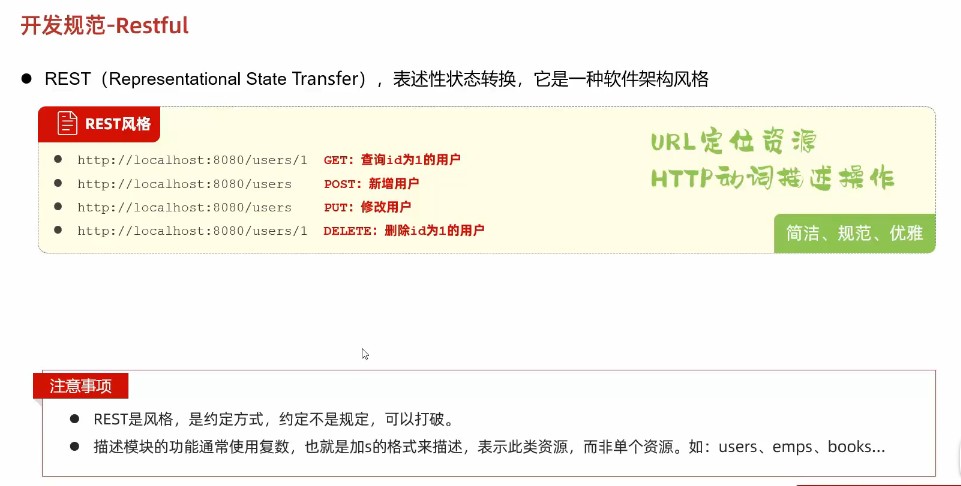 开发规范-Restful
● REST（Representational State Transfer），表述性状态转换，它是一种软件架构风格
REST风格
● http://localhost:8080/users/1 GET：查询id为1的用户
● http://localhost:8080/users POST：新增用户
● http://localhost:8080/users PUT：修改用户
● http://localhost:8080/users/1 DELETE：删除id为1的用户
URL定位资源
HTTP动词描述操作
简洁、规范、优雅
注意事项
● REST是风格，是约定方式，约定不是规定，可以打破。
● 描述模块的功能通常使用复数，也就是加s的格式来描述，表示此类资源，而非单个资源。如：users、emps、books…